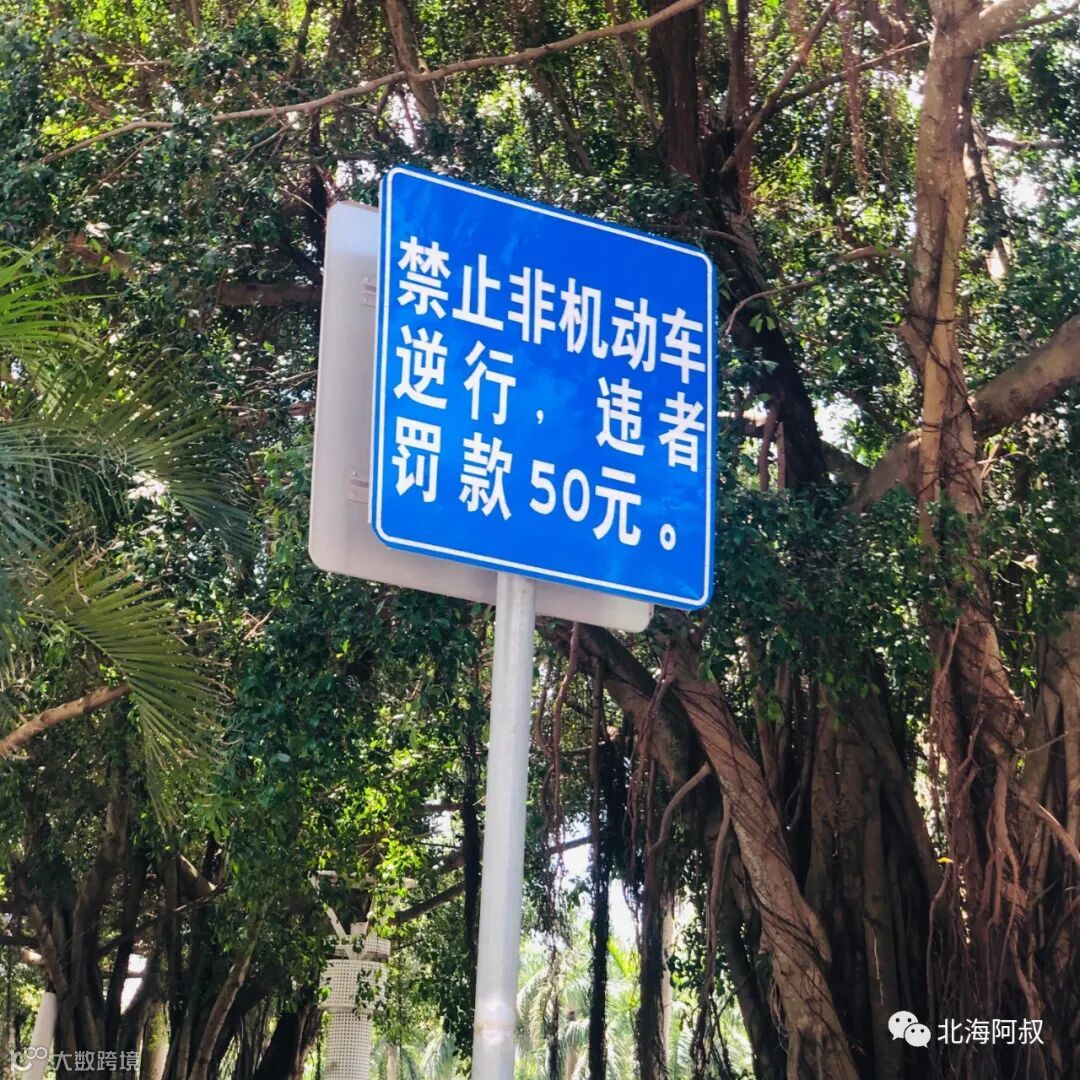 禁止非机动车
逆行，违者
罚款50元。
北海阿叔
大数跨境